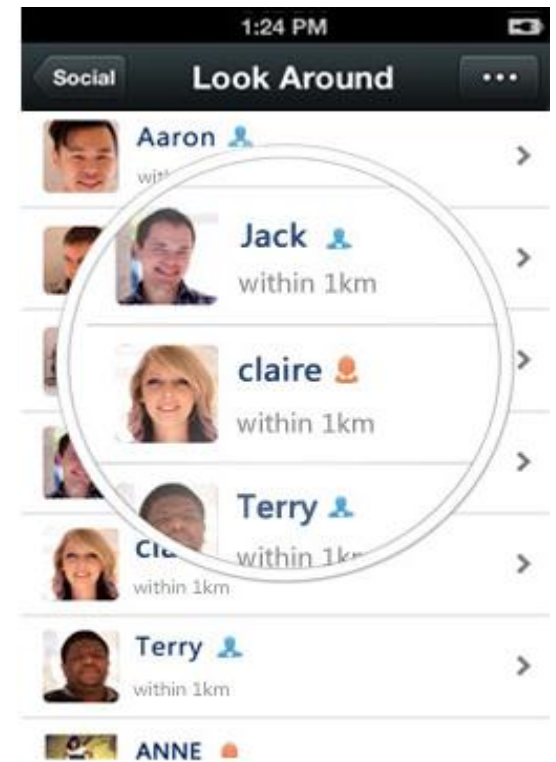 1:24 PM
Social
Look Around
Aaron
Jack
within 1km
claire
within 1km
Terry
within
within 1km
Terry
within 1km
ANNE